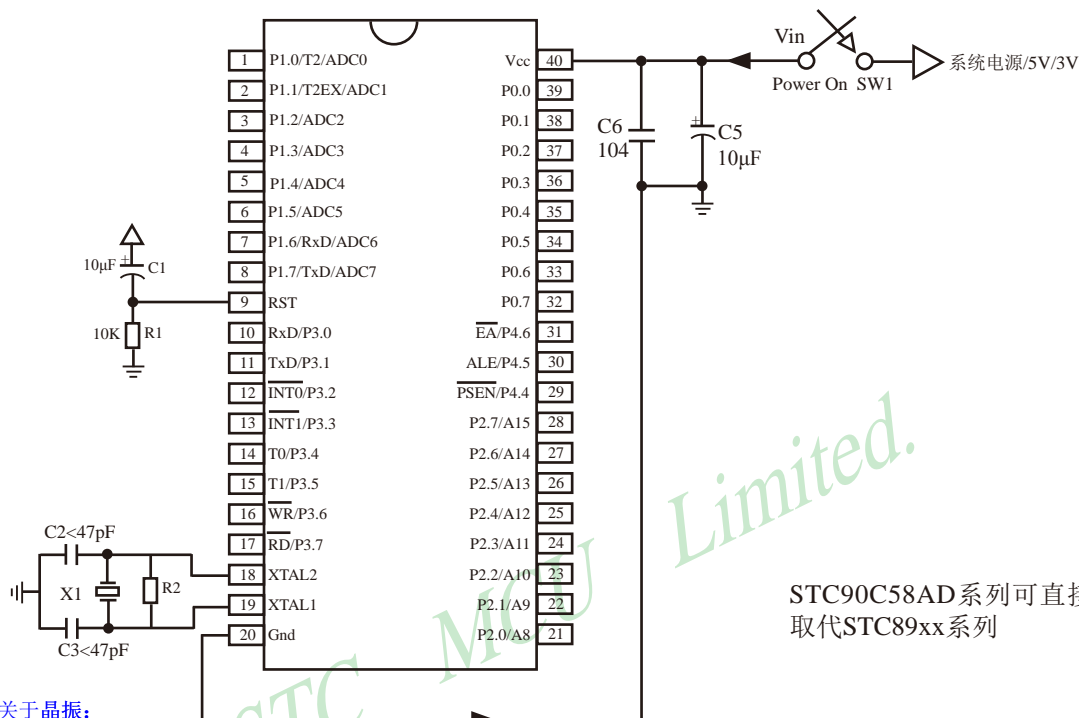 Vin
系统电源/5V/3V
Power On SW1
1 P1.0/T2/ADC0
2 P1.1/T2EX/ADC1
3 P1.2/ADC2
4 P1.3/ADC3
5 P1.4/ADC4
6 P1.5/ADC5
7 P1.6/RxD/ADC6
8 P1.7/TxD/ADC7
9 RST
10 RxD/P3.0
11 TxD/P3.1
12 INT0/P3.2
13 INT1/P3.3
14 T0/P3.4
15 T1/P3.5
16 WR/P3.6
17 RD/P3.7
18 XTAL2
19 XTAL1
20 Gnd
Vcc 40
P0.0 39
P0.1 38
P0.2 37
P0.3 36
P0.4 35
P0.5 34
P0.6 33
P0.7 32
EA/P4.6 31
ALE/P4.5 30
PSEN/P4.4 29
P2.7/A15 28
P2.6/A14 27
P2.5/A13 26
P2.4/A12 25
P2.3/A11 24
P2.2/A10 23
P2.1/A9 22
P2.0/A8 21
C6
104
+
C5
10μF
10μF
+
C1
10K
R1
C2<47pF
X1
R2
C3<47pF
STC90C58AD系列可直接
取代STC89xx系列
关于晶振:
STC MCU Limited.